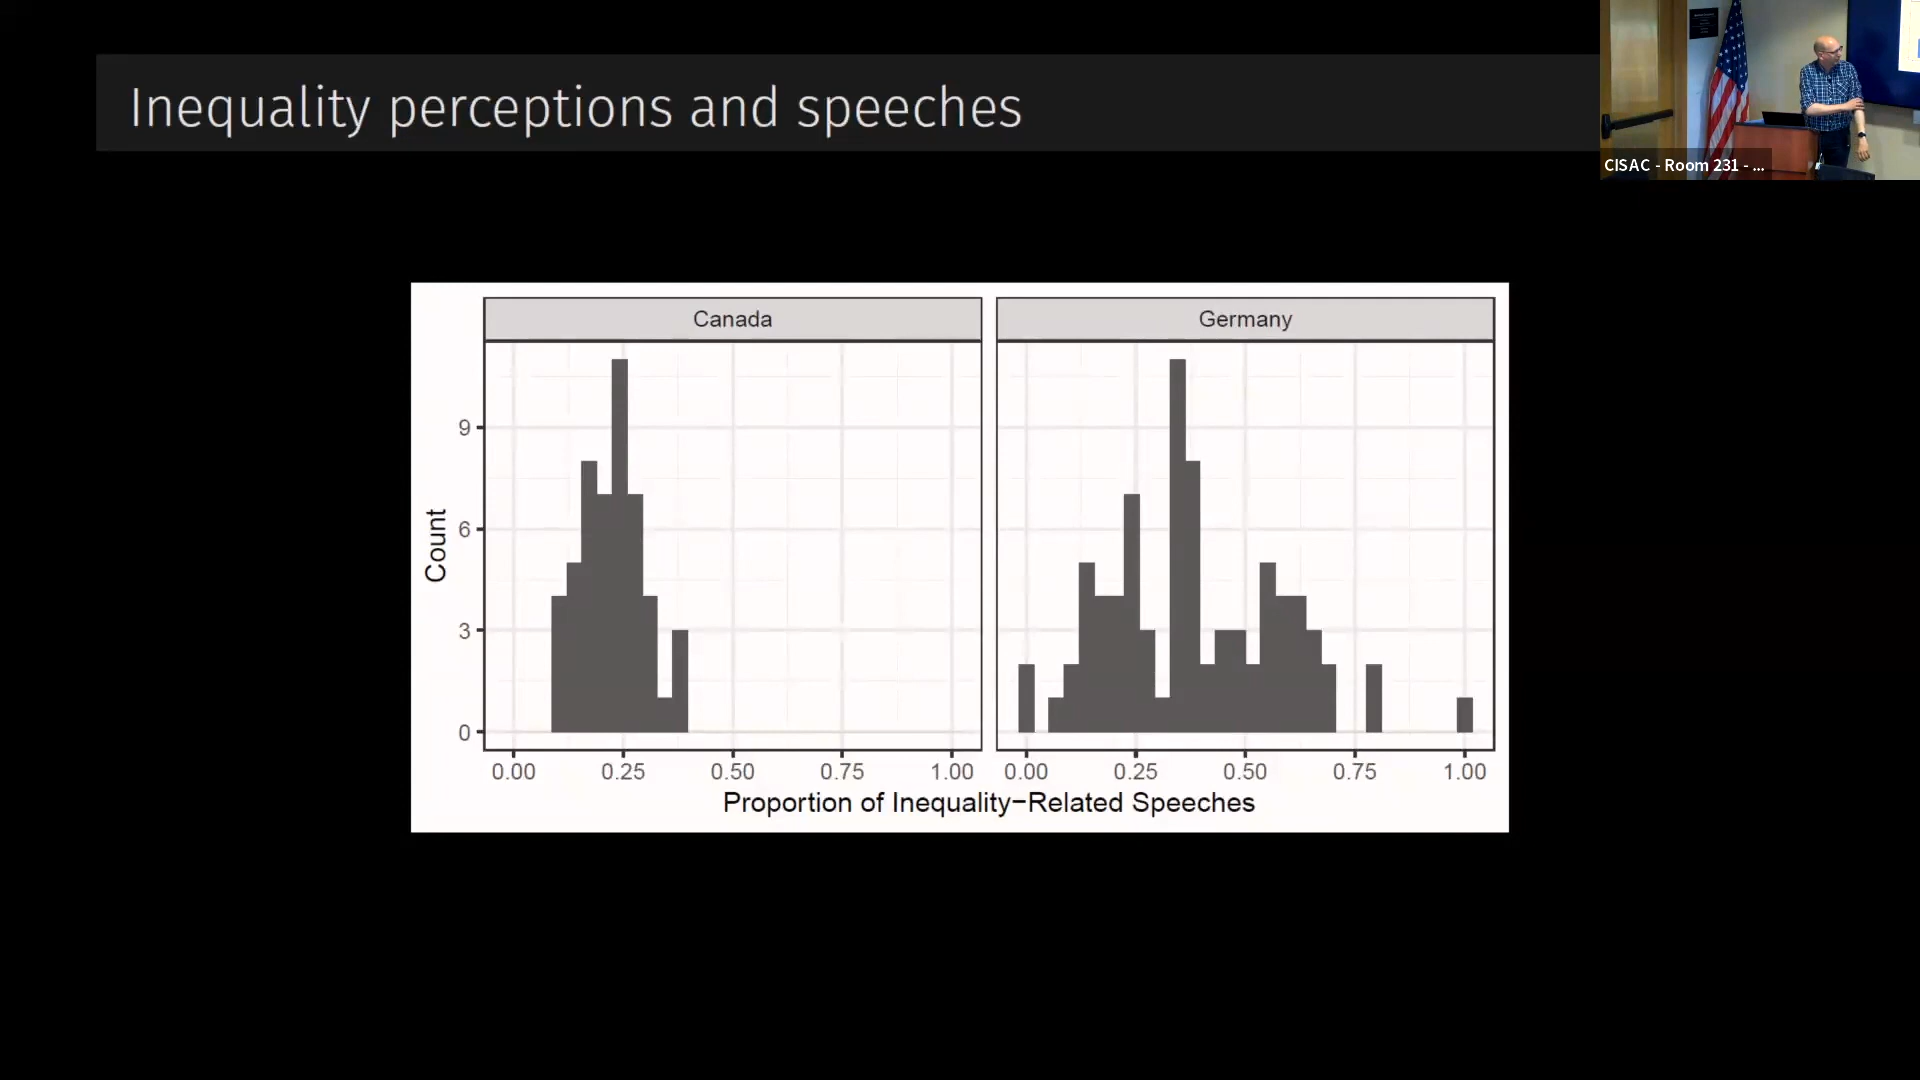 Inequality perceptions and speeches
CISAC - Room 231 - ...
Canada
Germany
Count
9
6
3
0
0.00 0.25 0.50 0.75 1.00
0.00 0.25 0.50 0.75 1.00
Proportion of Inequality−Related Speeches